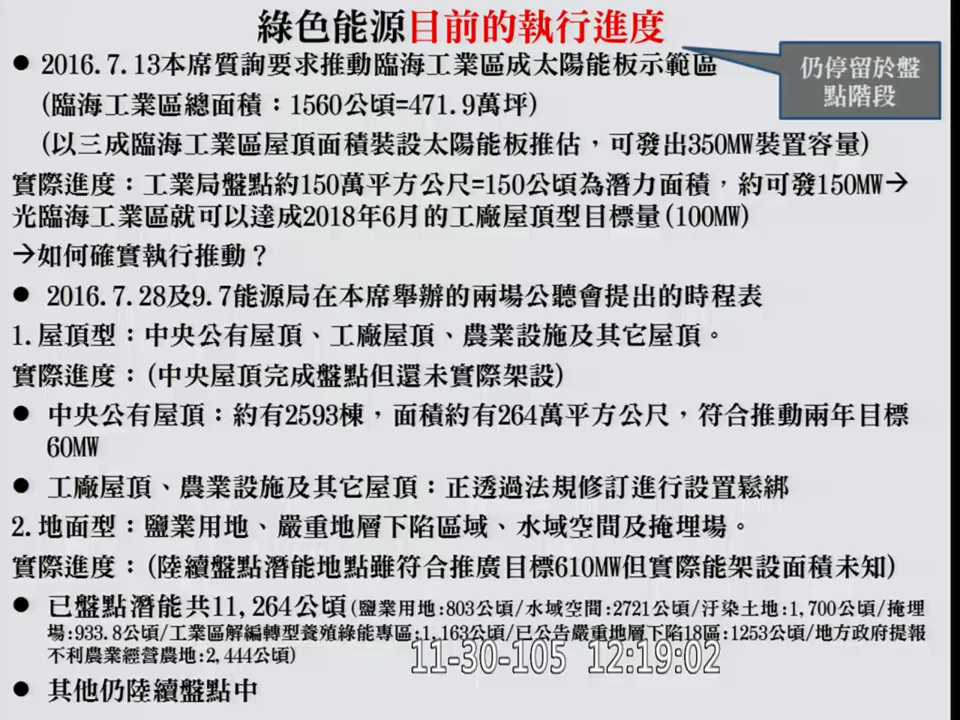 綠色能源目前的執行進度
● 2016.7.13本席質詢要求推動臨海工業區成太陽能板示範區
仍停留於盤
點階段
(臨海工業區總面積：1560公頃=471.9萬坪)
(以三成臨海工業區屋頂面積裝設太陽能板推估，可發出350MW裝置容量)
實際進度：工業局盤點約150萬平方公尺=150公頃為潛力面積，約可發150MW→
光臨海工業區就可以達成2018年6月的工廠屋頂型目標量(100MW)
→如何確實執行推動？
● 2016.7.28及9.7能源局在本席舉辦的兩場公聽會提出的時程表
1.屋頂型：中央公有屋頂、工廠屋頂、農業設施及其它屋頂。
實際進度：(中央屋頂完成盤點但還未實際架設)
● 中央公有屋頂：約有2593棟，面積約有264萬平方公尺，符合推動兩年目標
60MW
● 工廠屋頂、農業設施及其它屋頂：正透過法規修訂進行設置鬆綁
2.地面型：鹽業用地、嚴重地層下陷區域、水域空間及掩埋場。
實際進度：(陸續盤點潛能地點雖符合推廣目標610MW但實際能架設面積未知)
● 已盤點潛能共11,264公頃(鹽業用地:803公頃/水域空間:2721公頃/汙染土地:1,700公頃/掩埋
場:933.8公頃/工業區解編轉型養殖綠能專區:1,163公頃/已公告嚴重地層下陷18區:1253公頃/地方政府提報
不利農業經營農地:2,444公頃)
11-30-105 12:19:02
● 其他仍陸續盤點中